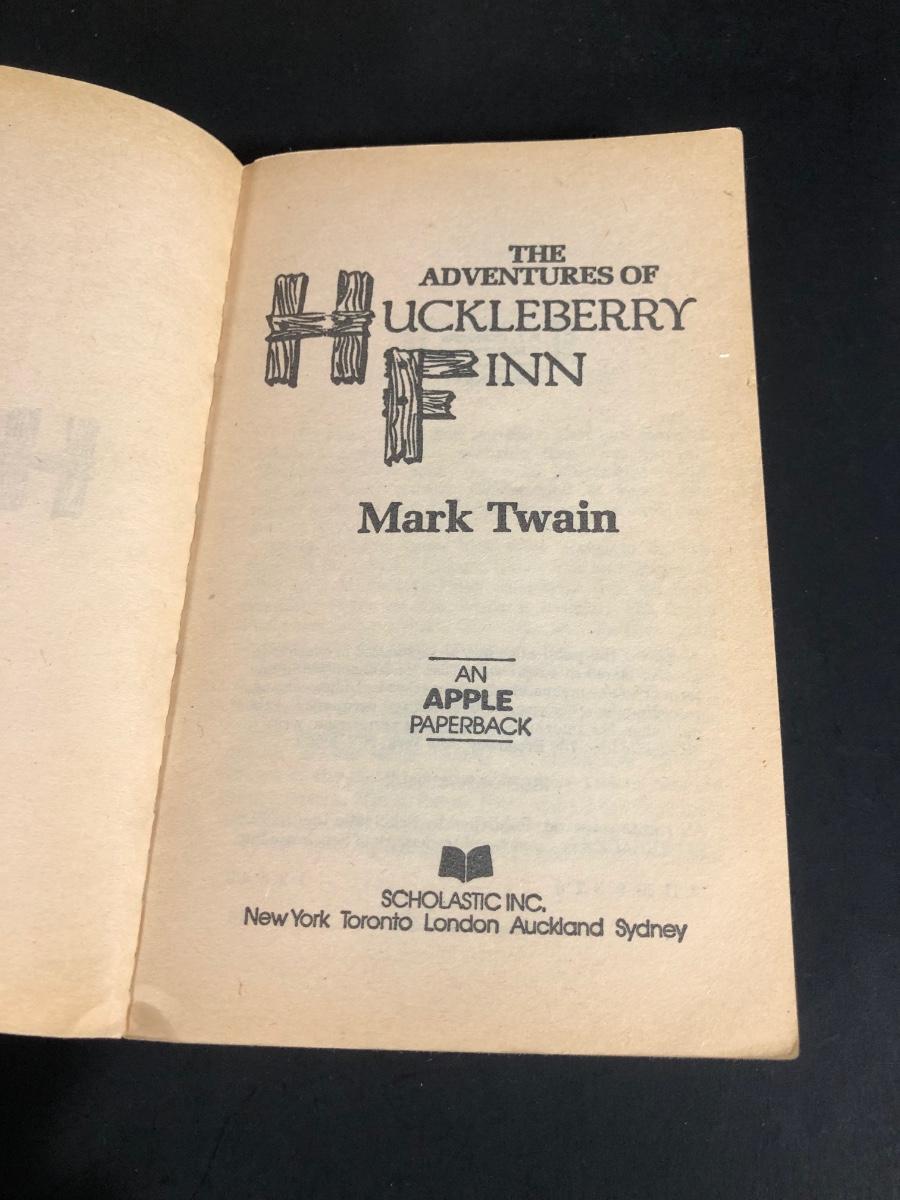 THE
ADVENTURES OF
HUCKLEBERRY
FINN
Mark Twain
AN
APPLE
PAPERBACK
SCHOLASTIC INC.
New York Toronto London Auckland Sydney